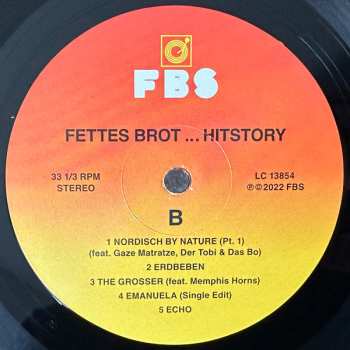 FBS
FETTES BROT ... HITSTORY
33 1/3 RPM
STEREO
LC 13854
℗©2022 FBS
B
1 NORDISCH BY NATURE (Pt. 1)
(feat. Gaze Matratze, Der Tobi & Das Bo)
2 ERDBEBEN
3 THE GROSSER (feat. Memphis Horns)
4 EMANUELA (Single Edit)
5 ECHO